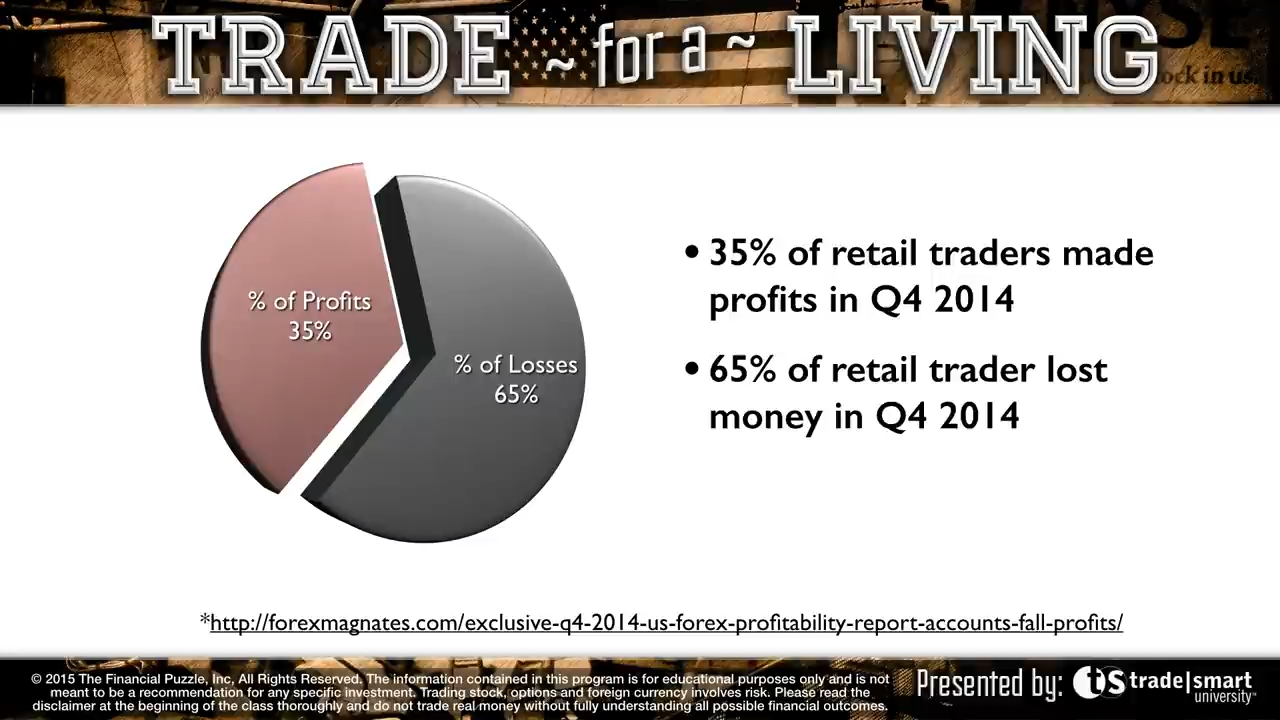 TRADE ~ for a ~ LIVING
ock in us.
% of Profits
35%
% of Losses
65%
• 35% of retail traders made
profits in Q4 2014
• 65% of retail trader lost
money in Q4 2014
*http://forexmagnates.com/exclusive-q4-2014-us-forex-profitability-report-accounts-fall-profits/
© 2015 The Financial Puzzle, Inc, All Rights Reserved. The information contained in this program is for educational purposes only and is not
meant to be a recommendation for any specific investment. Trading stock, options and foreign currency involves risk. Please read the
disclaimer at the beginning of the class thoroughly and do not trade real money without fully understanding all possible financial outcomes.
Presented by: ts trade|smart
university™